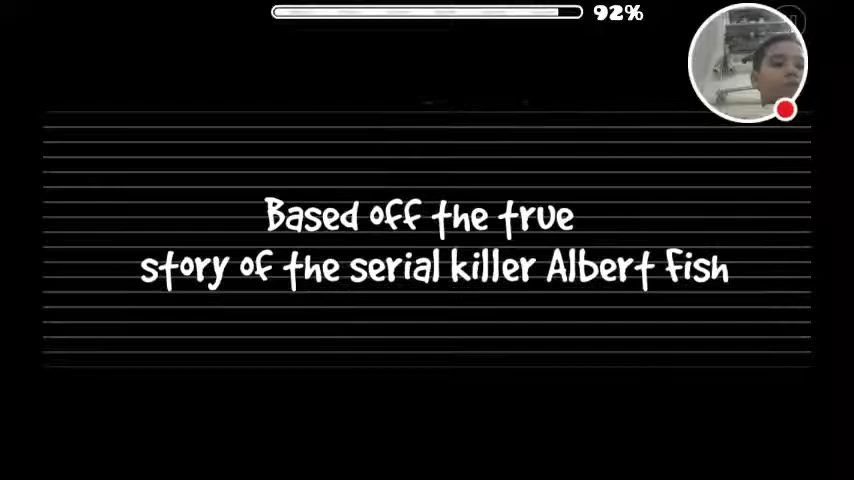 92%
Based off the true
story of the serial killer Albert Fish